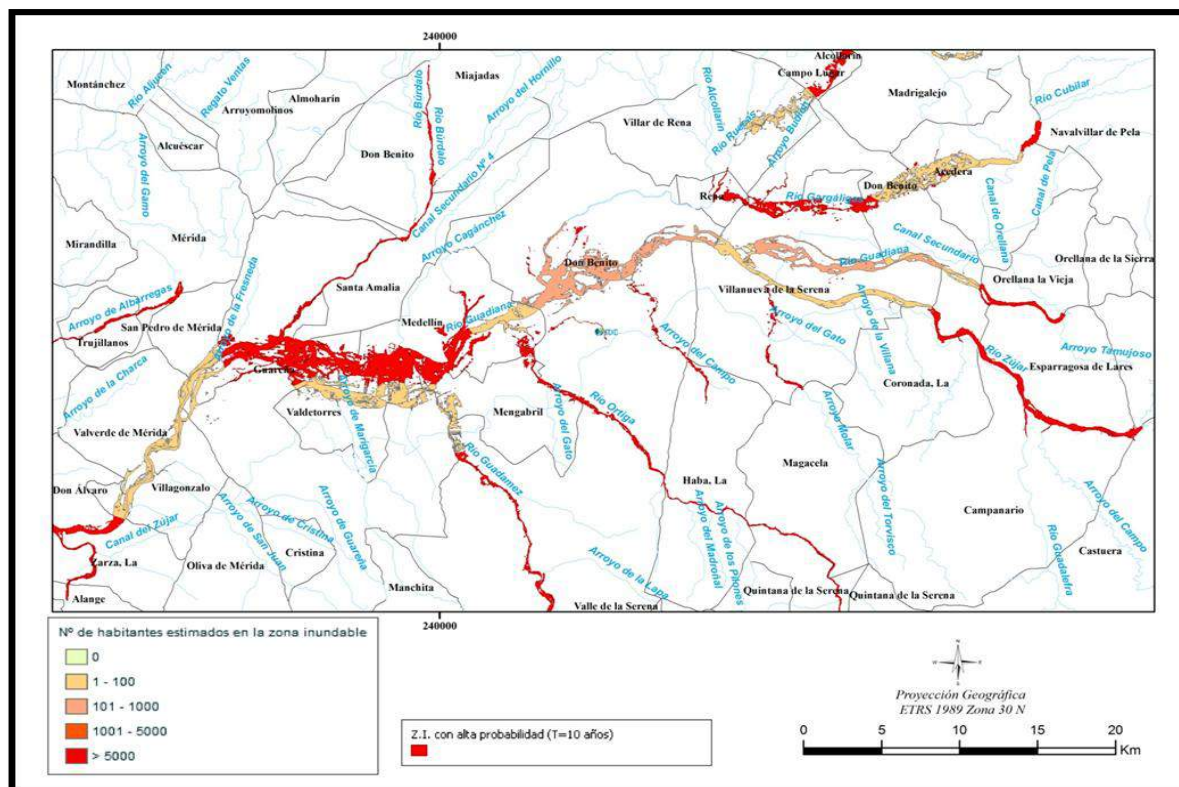 240000
Montánchez
Río Aljucen
Regato Ventas
Arroyomolinos
Almoharín
Río Búrdalo
Río Búrdalo
Miajadas
Arroyo del Hornillo
Alcollarín
Campo Lugar
Madrigalejo
Río Cubilar
Navalvillar de Pela
Villar de Rena
Río Alcollarín
Río Ruecas
Arroyo Buhon
Alcuéscar
Arroyo del Gamo
Don Benito
Canal Secundario Nº 4
Arroyo Cagánchez
Rena
Río Gargáligas
Don Benito
Acedera
Canal de Orellana
Canal de Pela
Mirandilla
Mérida
Arroyo de la Fresneda
Santa Amalia
Don Benito
Río Guadiana
Canal Secundario
Orellana de la Sierra
Orellana la Vieja
Arroyo de Albarregas
San Pedro de Mérida
Trujillanos
Medellín
Río Guadiana
Villanueva de la Serena
Arroyo del Gato
Arroyo de la Villana
Arroyo Tamujoso
Arroyo de la Charca
Guareña
Arroyo del Campo
Coronada, La
Río Zújar
Esparragosa de Lares
Valdetorres
Arroyo de Marigarcía
Mengabril
Arroyo del Gato
Río Ortiga
Arroyo Molar
Valverde de Mérida
Don Álvaro
Villagonzalo
Río Guadamez
Haba, La
Magacela
Campanario
Arroyo del Campo
Canal del Zújar
Arroyo de Cristina
Arroyo de San Juan
Arroyo de Guareña
Arroyo del Madroñal
Arroyo de los Piñones
Arroyo del Torvisco
Río Guadalefra
Castuera
Zarza, La
Oliva de Mérida
Cristina
Manchita
Arroyo de la Lapa
Alange
Valle de la Serena
Quintana de la Serena
Quintana de la Serena
240000
Nº de habitantes estimados en la zona inundable
0
1 - 100
101 - 1000
1001 - 5000
> 5000
Z.I. con alta probabilidad (T=10 años)
Proyección Geográfica
ETRS 1989 Zona 30 N
0 5 10 15 20
Km